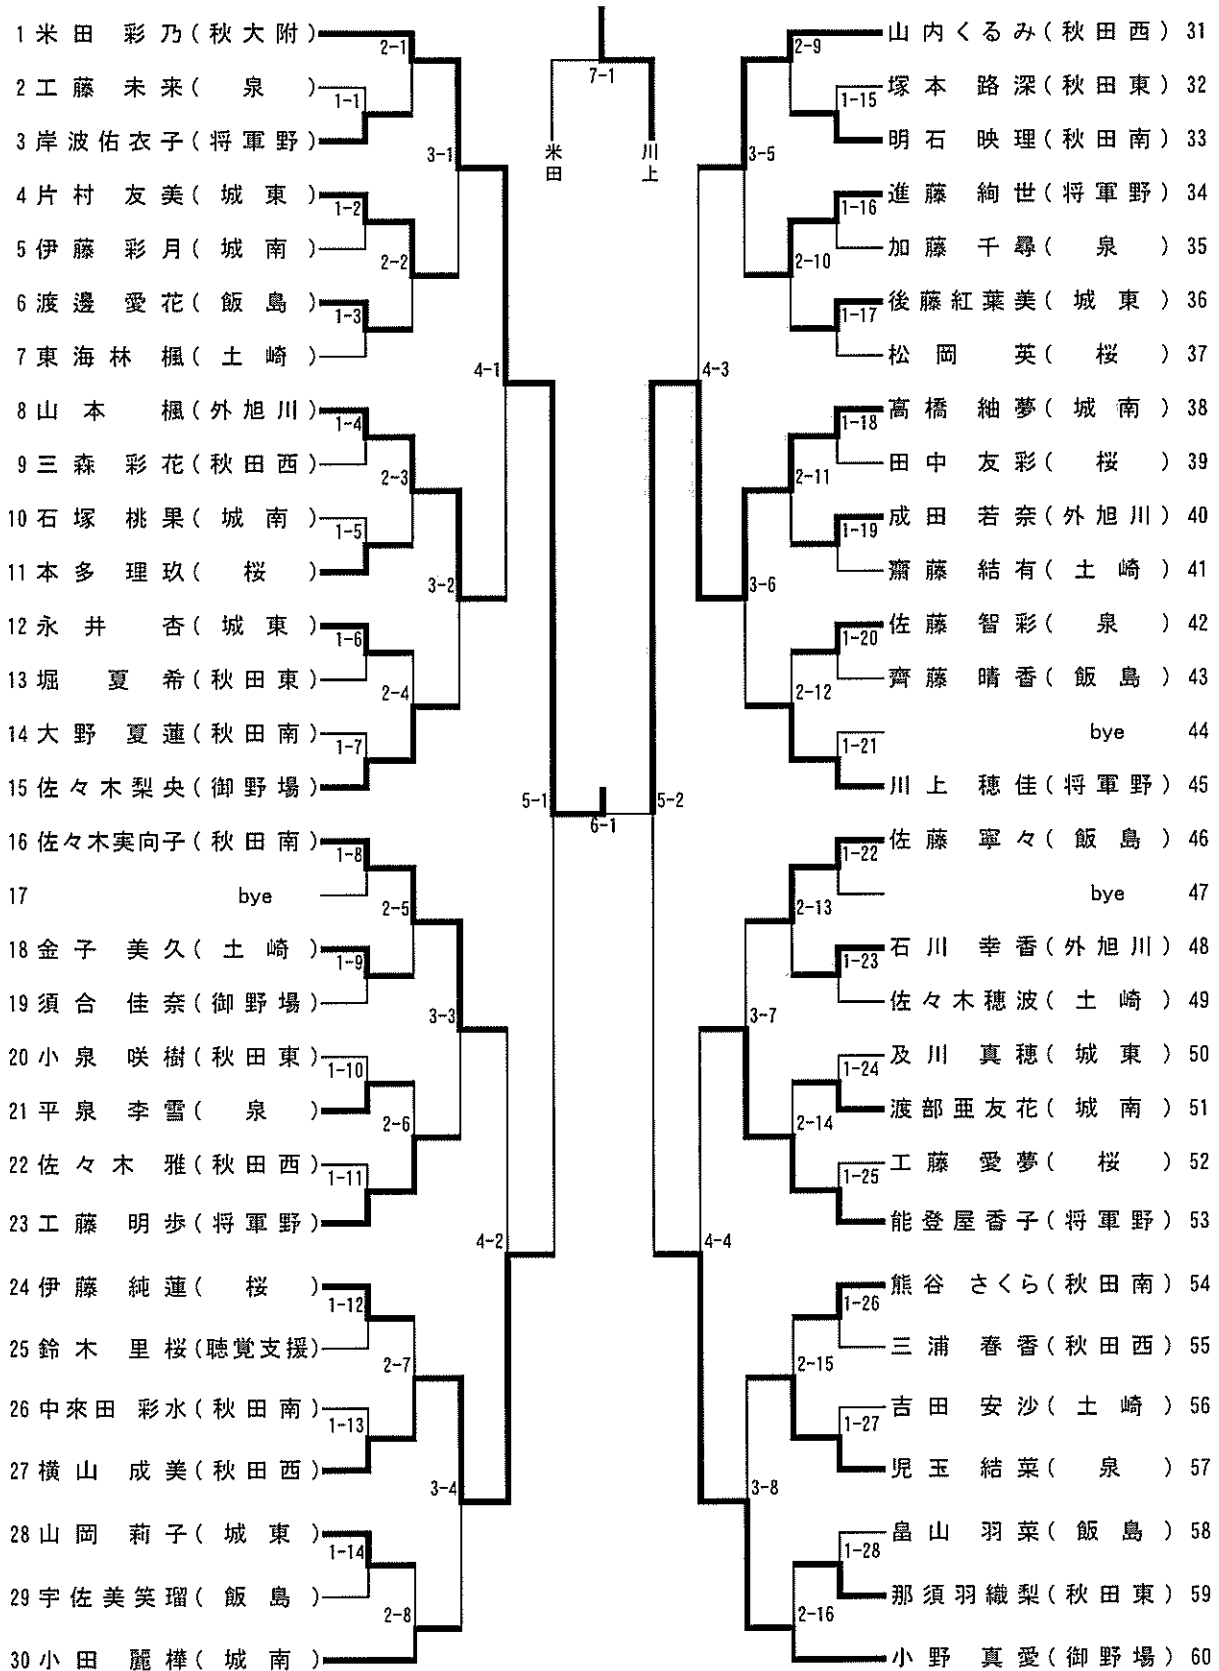 1 米田 彩乃(秋大附)
2 工藤 未来( 泉 )
3 岸波佑衣子(将軍野)
4 片村 友美( 城東 )
5 伊藤 彩月( 城南 )
6 渡邊 愛花( 飯島 )
7 東海林 楓( 土崎 )
8 山本 楓(外旭川)
9 三森 彩花(秋田西)
10 石塚 桃果( 城南 )
11 本多 理玖( 桜 )
12 永井 杏( 城東 )
13 堀 夏希(秋田東)
14 大野 夏蓮(秋田南)
15 佐々木梨央(御野場)
16 佐々木実向子(秋田南)
17 bye
18 金子 美久( 土崎 )
19 須合 佳奈(御野場)
20 小泉 咲樹(秋田東)
21 平泉 李雪( 泉 )
22 佐々木 雅(秋田西)
23 工藤 明歩(将軍野)
24 伊藤 純蓮( 桜 )
25 鈴木 里桜(聴覚支援)
26 中來田 彩水(秋田南)
27 横山 成美(秋田西)
28 山岡 莉子( 城東 )
29 宇佐美笑瑠( 飯島 )
30 小田 麗樺( 城南 )
1-1
1-2
1-3
1-4
1-5
1-6
1-7
1-8
1-9
1-10
1-11
1-12
1-13
1-14
2-1
2-2
2-3
2-4
2-5
2-6
2-7
2-8
3-1
3-2
3-3
3-4
4-1
4-2
5-1
7-1
米田
川上
6-1
5-2
4-3
4-4
3-5
3-6
3-7
3-8
2-9
2-10
2-11
2-12
2-13
2-14
2-15
2-16
1-15
1-16
1-17
1-18
1-19
1-20
1-21
1-22
1-23
1-24
1-25
1-26
1-27
1-28
山内くるみ(秋田西) 31
塚本 路深(秋田東) 32
明石 映理(秋田南) 33
進藤 絢世(将軍野) 34
加藤 千尋( 泉 ) 35
後藤紅葉美( 城東 ) 36
松岡 英( 桜 ) 37
高橋 紬夢( 城南 ) 38
田中 友彩( 桜 ) 39
成田 若奈(外旭川) 40
齋藤 結有( 土崎 ) 41
佐藤 智彩( 泉 ) 42
齊藤 晴香( 飯島 ) 43
bye 44
川上 穂佳(将軍野) 45
佐藤 寧々( 飯島 ) 46
bye 47
石川 幸香(外旭川) 48
佐々木穂波( 土崎 ) 49
及川 真穂( 城東 ) 50
渡部亜友花( 城南 ) 51
工藤 愛夢( 桜 ) 52
能登屋香子(将軍野) 53
熊谷 さくら(秋田南) 54
三浦 春香(秋田西) 55
吉田 安沙( 土崎 ) 56
児玉 結菜( 泉 ) 57
畠山 羽菜( 飯島 ) 58
那須羽織梨(秋田東) 59
小野 真愛(御野場) 60